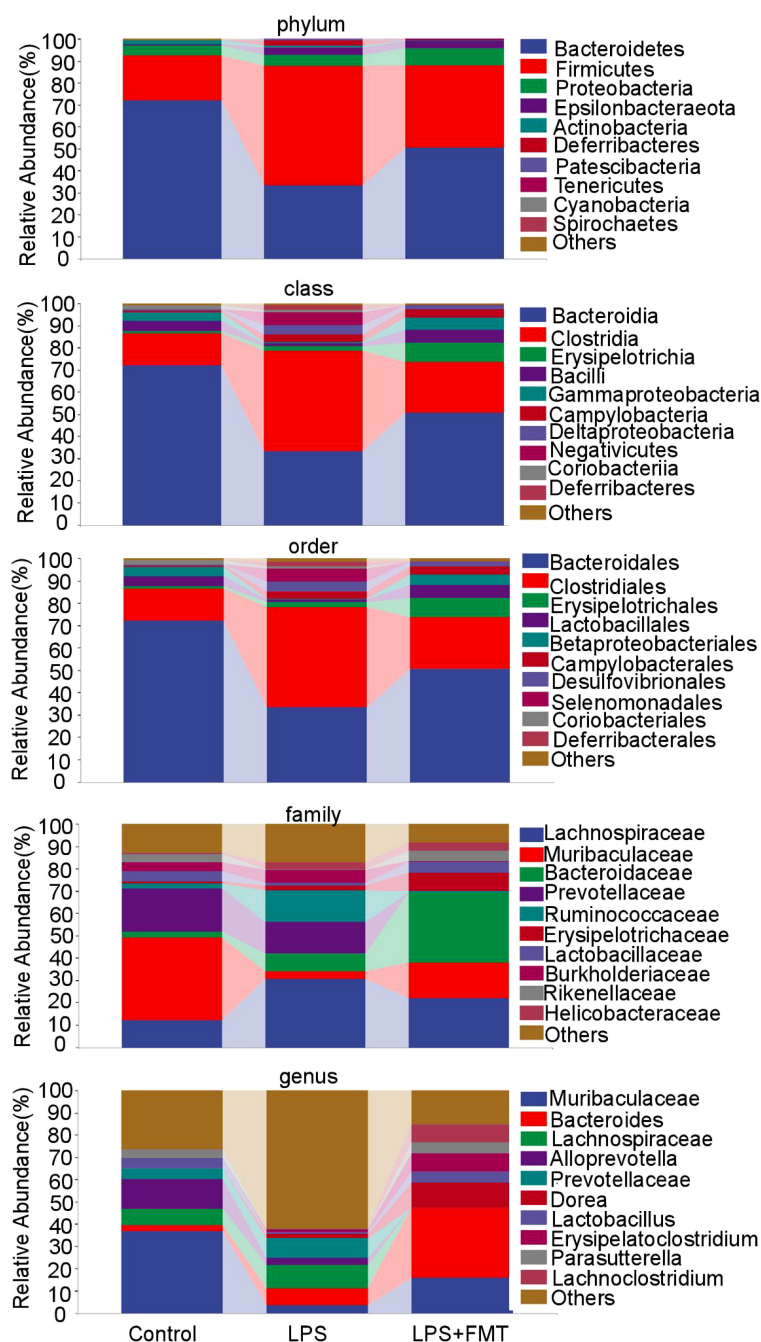 phylum
Relative Abundance(%)
100
90
80
70
60
50
40
30
20
10
0
Bacteroidetes
Firmicutes
Proteobacteria
Epsilonbacteraeota
Actinobacteria
Deferribacteres
Patescibacteria
Tenericutes
Cyanobacteria
Spirochaetes
Others
class
Relative Abundance(%)
100
90
80
70
60
50
40
30
20
10
0
Bacteroidia
Clostridia
Erysipelotrichia
Bacilli
Gammaproteobacteria
Campylobacteria
Deltaproteobacteria
Negativicutes
Coriobacteriia
Deferribacteres
Others
order
Relative Abundance(%)
100
90
80
70
60
50
40
30
20
10
0
Bacteroidales
Clostridiales
Erysipelotrichales
Lactobacillales
Betaproteobacteriales
Campylobacterales
Desulfovibrionales
Selenomonadales
Coriobacteriales
Deferribacterales
Others
family
Relative Abundance(%)
100
90
80
70
60
50
40
30
20
10
0
Lachnospiraceae
Muribaculaceae
Bacteroidaceae
Prevotellaceae
Ruminococcaceae
Erysipelotrichaceae
Lactobacillaceae
Burkholderiaceae
Rikenellaceae
Helicobacteraceae
Others
genus
Relative Abundance(%)
100
90
80
70
60
50
40
30
20
10
0
Muribaculaceae
Bacteroides
Lachnospiraceae
Alloprevotella
Prevotellaceae
Dorea
Lactobacillus
Erysipelatoclostridium
Parasutterella
Lachnoclostridium
Others
Control LPS LPS+FMT